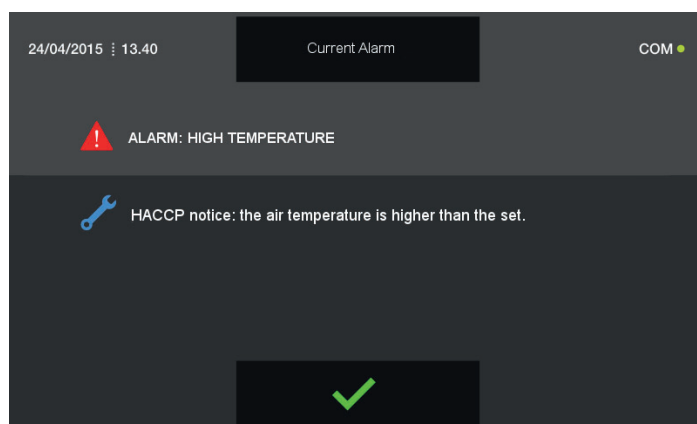 24/04/2015 ⁞ 13.40
Current Alarm
COM
ALARM: HIGH TEMPERATURE
HACCP notice: the air temperature is higher than the set.